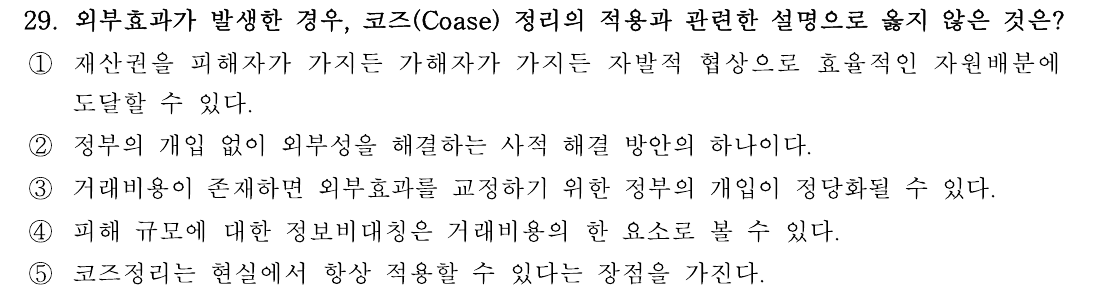 29. 외부효과가 발생한 경우, 코즈(Coase) 정리의 적용과 관련한 설명으로 옳지 않은 것은?
① 재산권을 피해자가 가지든 가해자가 가지든 자발적 협상으로 효율적인 자원배분에
도달할 수 있다.
② 정부의 개입 없이 외부성을 해결하는 사적 해결 방안의 하나이다.
③ 거래비용이 존재하면 외부효과를 교정하기 위한 정부의 개입이 정당화될 수 있다.
④ 피해 규모에 대한 정보비대칭은 거래비용의 한 요소로 볼 수 있다.
⑤ 코즈정리는 현실에서 항상 적용할 수 있다는 장점을 가진다.